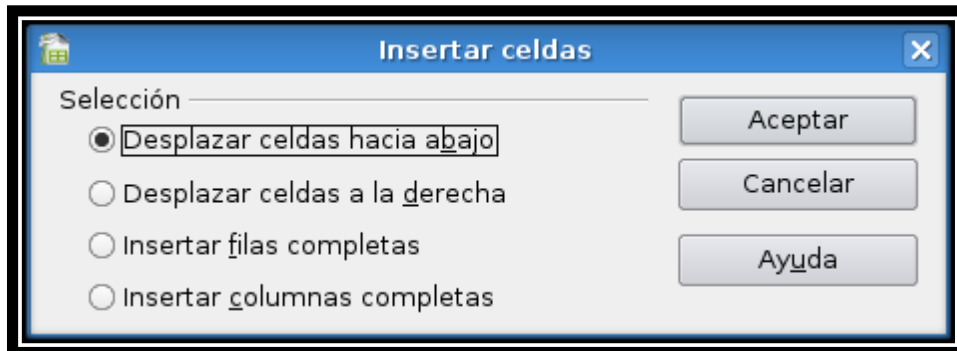 Insertar celdas
Selección
Desplazar celdas hacia abajo
Desplazar celdas a la derecha
Insertar filas completas
Insertar columnas completas
Aceptar
Cancelar
Ayuda